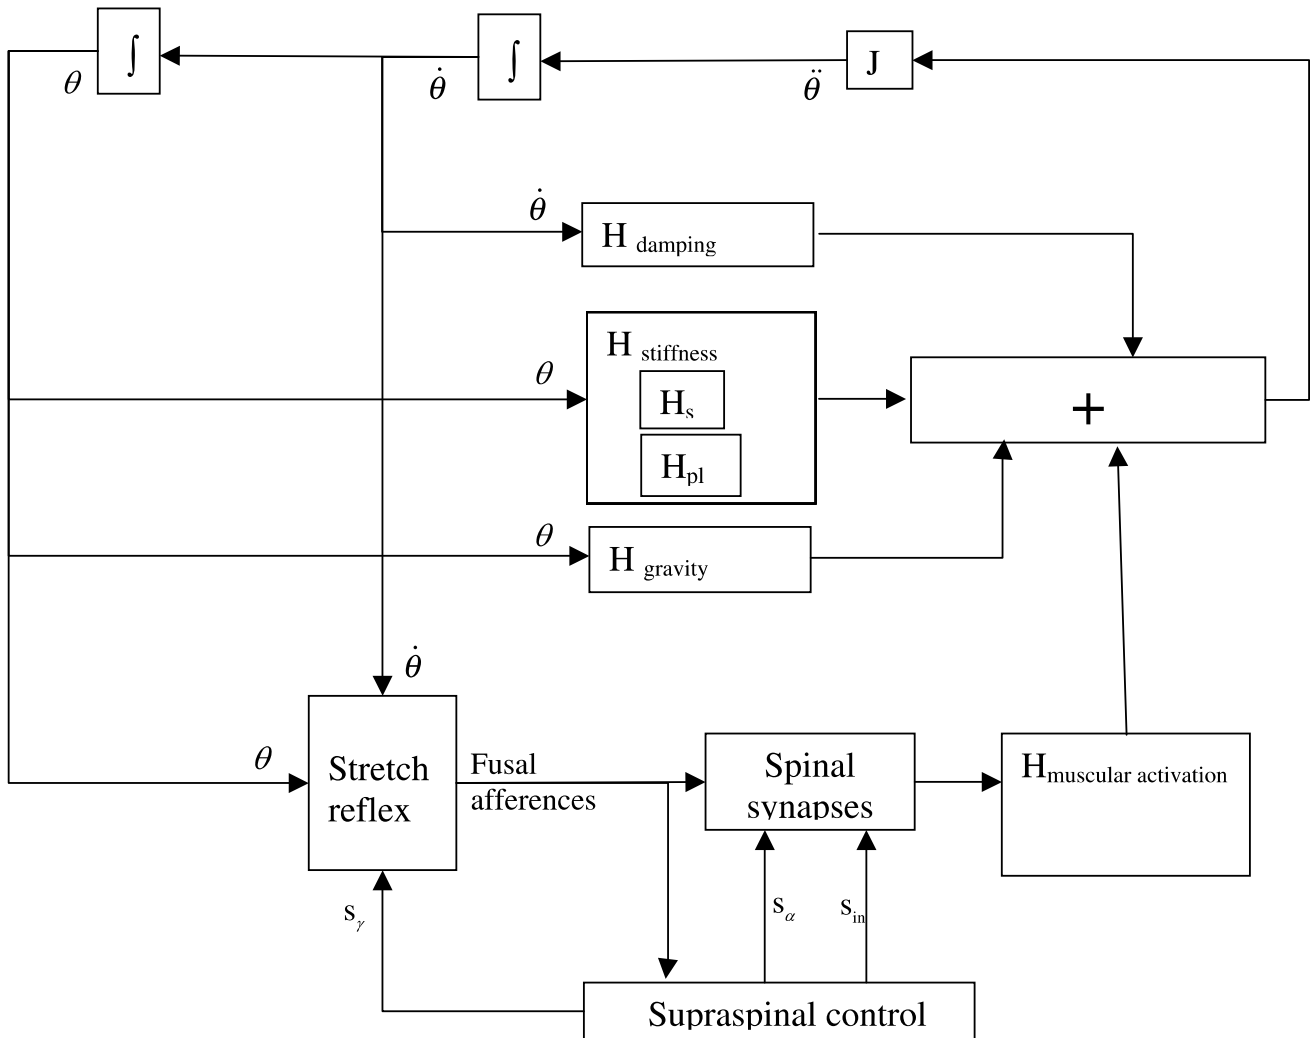 ∫
∫
J
θ
θ̇
θ̈
θ̇
H damping
H stiffness
θ
Hs
Hpl
θ
H gravity
+
θ̇
θ
Stretch
reflex
Fusal
afferences
Spinal
synapses
Hmuscular activation
sγ
sα
sin
Supraspinal control